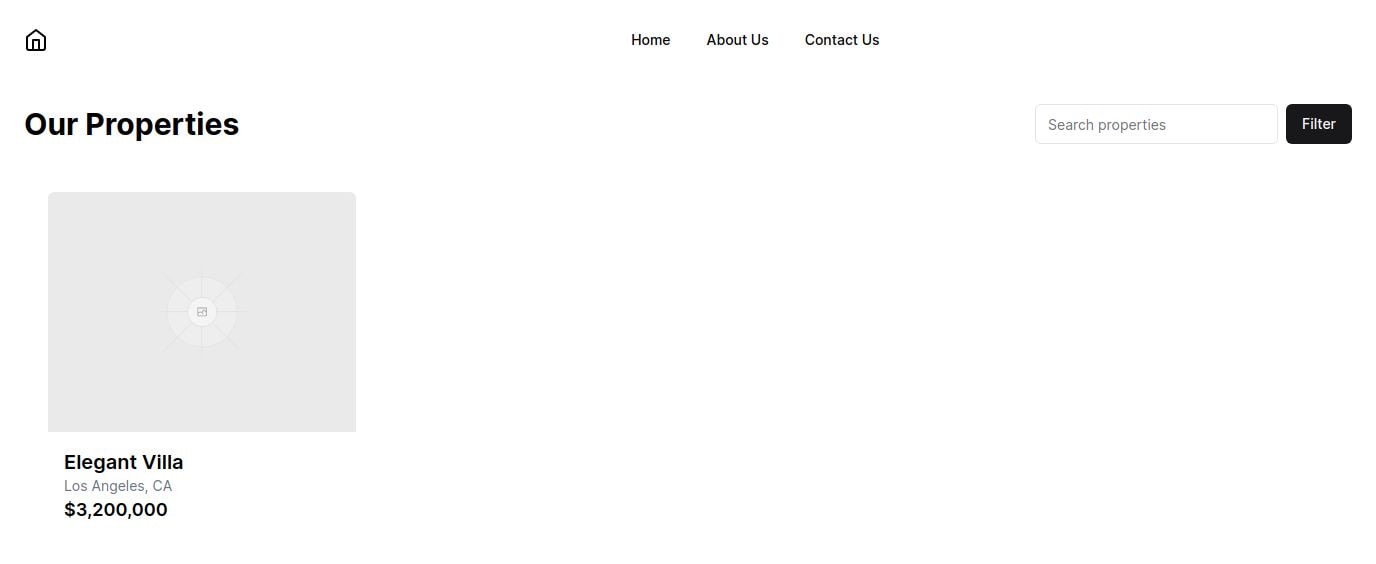 Home
About Us
Contact Us
Our Properties
Search properties
Filter
Elegant Villa
Los Angeles, CA
$3,200,000